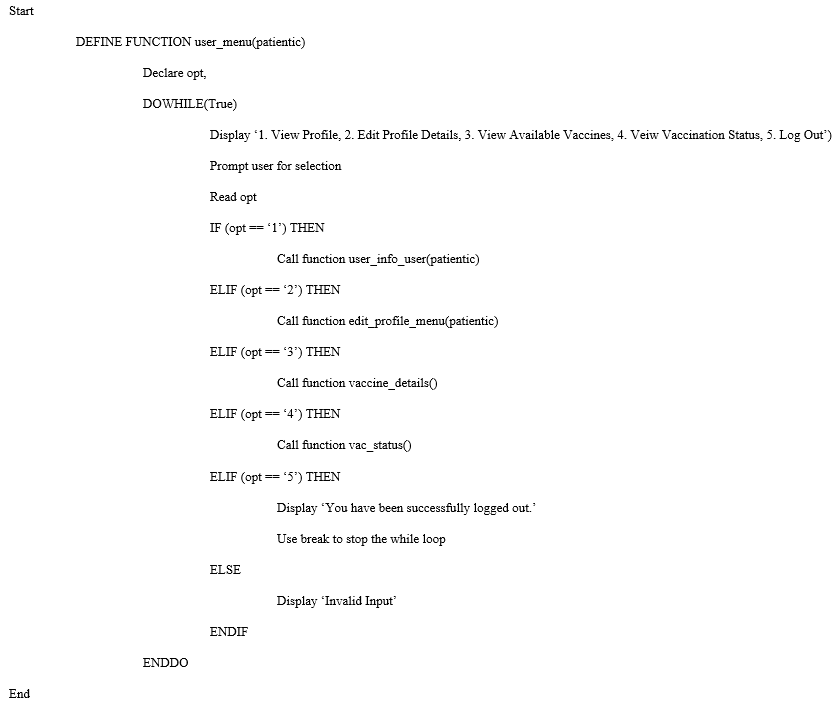 Start
DEFINE FUNCTION user_menu(patientic)
Declare opt,
DOWHILE(True)
Display ‘1. View Profile, 2. Edit Profile Details, 3. View Available Vaccines, 4. Veiw Vaccination Status, 5. Log Out’)
Prompt user for selection
Read opt
IF (opt == ‘1’) THEN
Call function user_info_user(patientic)
ELIF (opt == ‘2’) THEN
Call function edit_profile_menu(patientic)
ELIF (opt == ‘3’) THEN
Call function vaccine_details()
ELIF (opt == ‘4’) THEN
Call function vac_status()
ELIF (opt == ‘5’) THEN
Display ‘You have been successfully logged out.’
Use break to stop the while loop
ELSE
Display ‘Invalid Input’
ENDIF
ENDDO
End